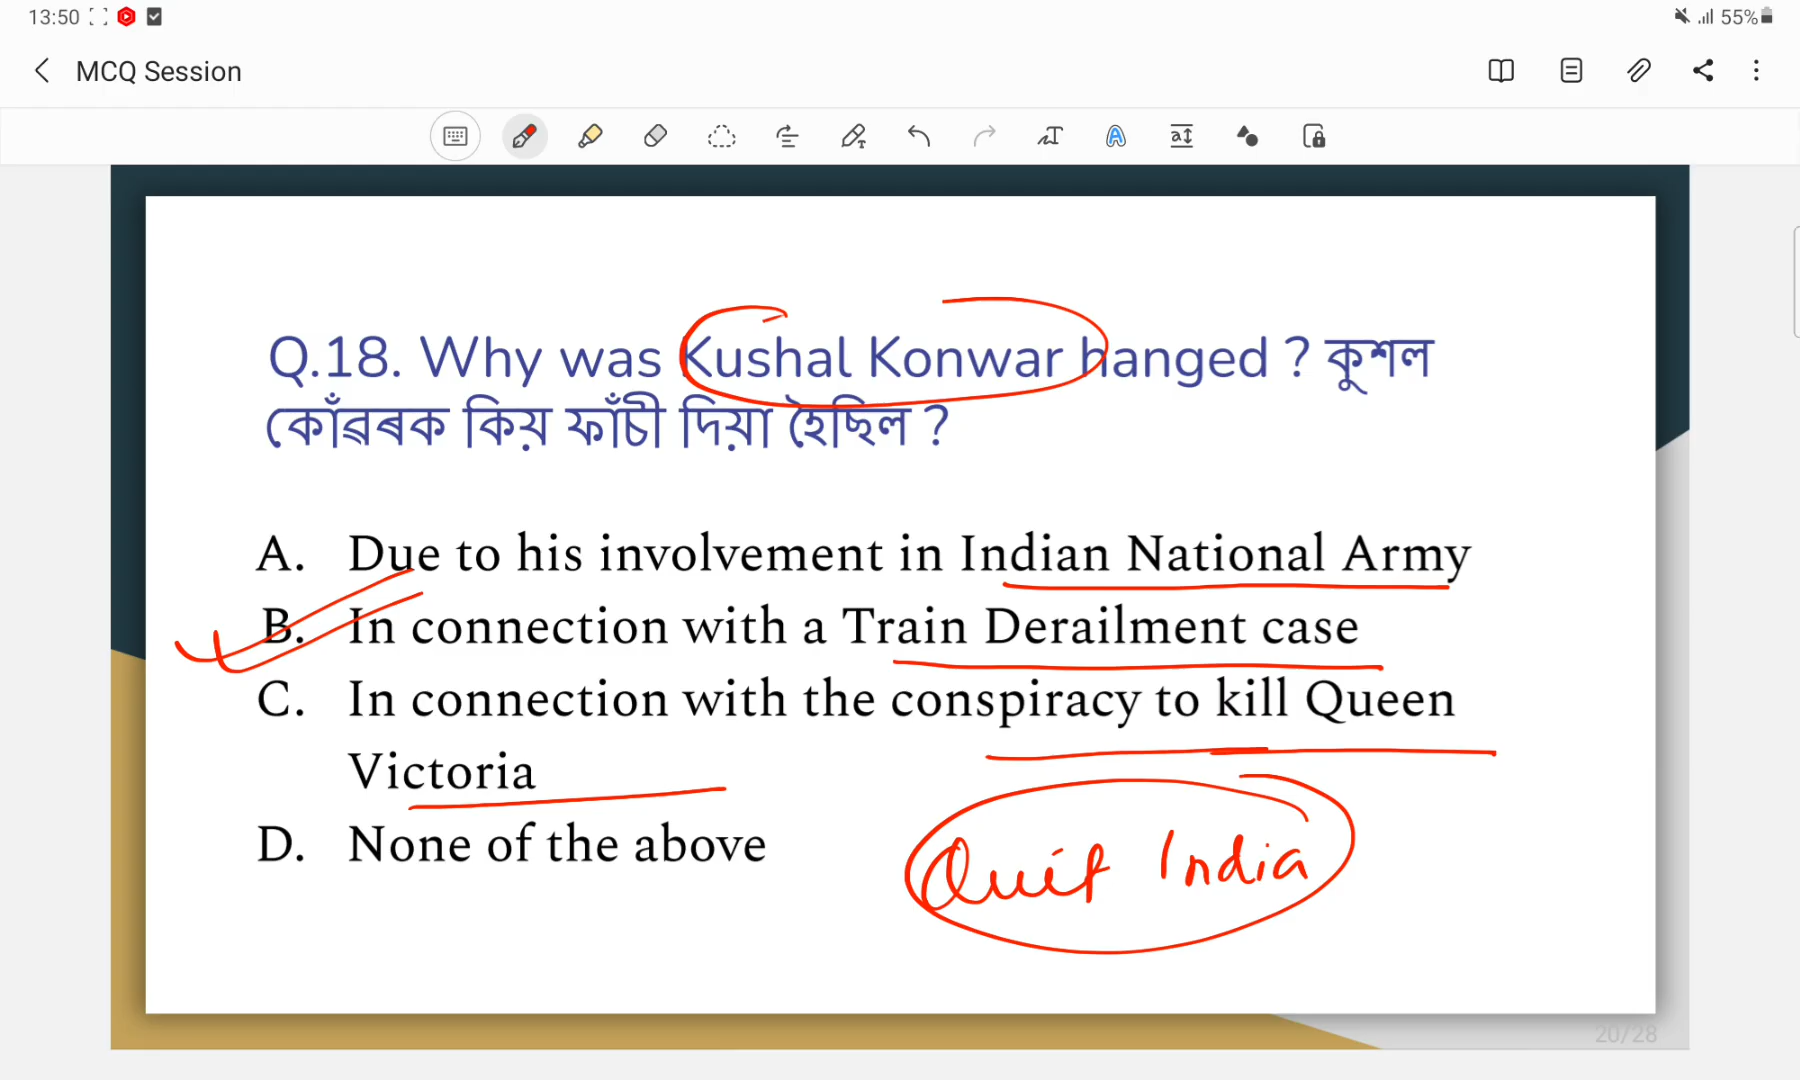 13:50
55%
MCQ Session
Q.18. Why was Kushal Konwar hanged ? কুশল
কোঁৱৰক কিয় ফাঁচী দিয়া হৈছিল ?
A. Due to his involvement in Indian National Army
B. In connection with a Train Derailment case
C. In connection with the conspiracy to kill Queen
Victoria
D. None of the above
Quit India
20/28